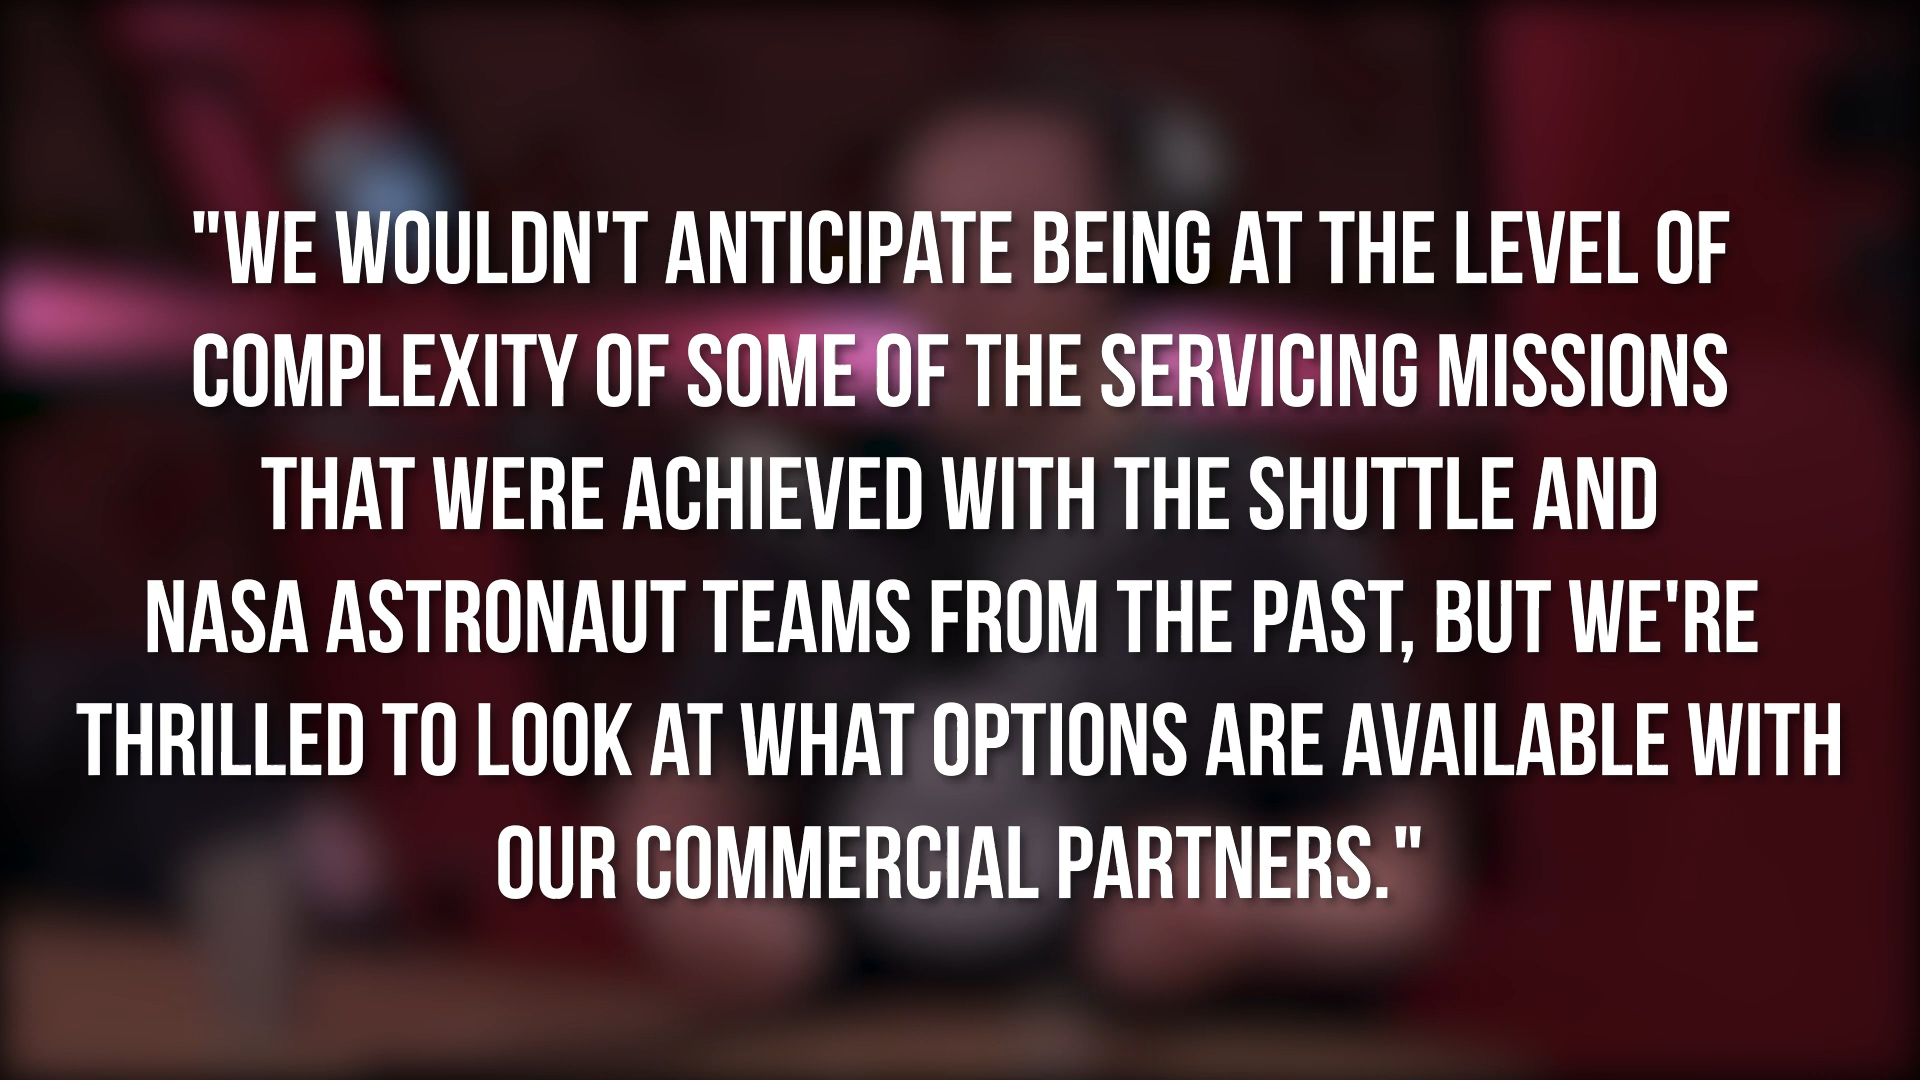 "WE WOULDN'T ANTICIPATE BEING AT THE LEVEL OF
COMPLEXITY OF SOME OF THE SERVICING MISSIONS
THAT WERE ACHIEVED WITH THE SHUTTLE AND
NASA ASTRONAUT TEAMS FROM THE PAST, BUT WE'RE
THRILLED TO LOOK AT WHAT OPTIONS ARE AVAILABLE WITH
OUR COMMERCIAL PARTNERS."